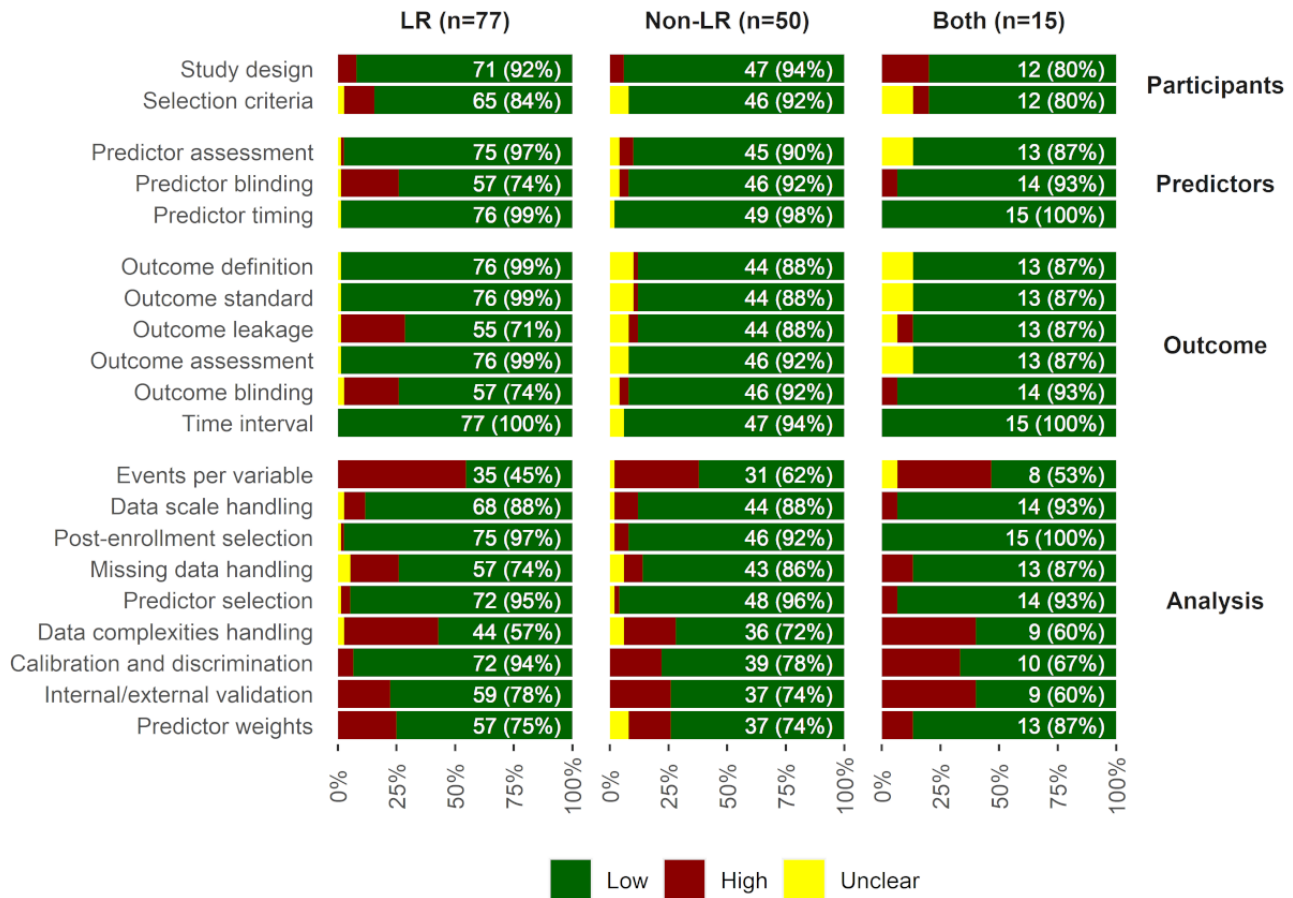 LR (n=77) Non-LR (n=50) Both (n=15)
Study design 71 (92%) 47 (94%) 12 (80%)
Selection criteria 65 (84%) 46 (92%) 12 (80%)
Participants
Predictor assessment 75 (97%) 45 (90%) 13 (87%)
Predictor blinding 57 (74%) 46 (92%) 14 (93%)
Predictors
Predictor timing 76 (99%) 49 (98%) 15 (100%)
Outcome definition 76 (99%) 44 (88%) 13 (87%)
Outcome standard 76 (99%) 44 (88%) 13 (87%)
Outcome leakage 55 (71%) 44 (88%) 13 (87%)
Outcome
Outcome assessment 76 (99%) 46 (92%) 13 (87%)
Outcome blinding 57 (74%) 46 (92%) 14 (93%)
Time interval 77 (100%) 47 (94%) 15 (100%)
Events per variable 35 (45%) 31 (62%) 8 (53%)
Data scale handling 68 (88%) 44 (88%) 14 (93%)
Post-enrollment selection 75 (97%) 46 (92%) 15 (100%)
Missing data handling 57 (74%) 43 (86%) 13 (87%)
Predictor selection 72 (95%) 48 (96%) 14 (93%)
Analysis
Data complexities handling 44 (57%) 36 (72%) 9 (60%)
Calibration and discrimination 72 (94%) 39 (78%) 10 (67%)
Internal/external validation 59 (78%) 37 (74%) 9 (60%)
Predictor weights 57 (75%) 37 (74%) 13 (87%)
0% 25% 50% 75% 100% 0% 25% 50% 75% 100% 0% 25% 50% 75% 100%
Low High Unclear